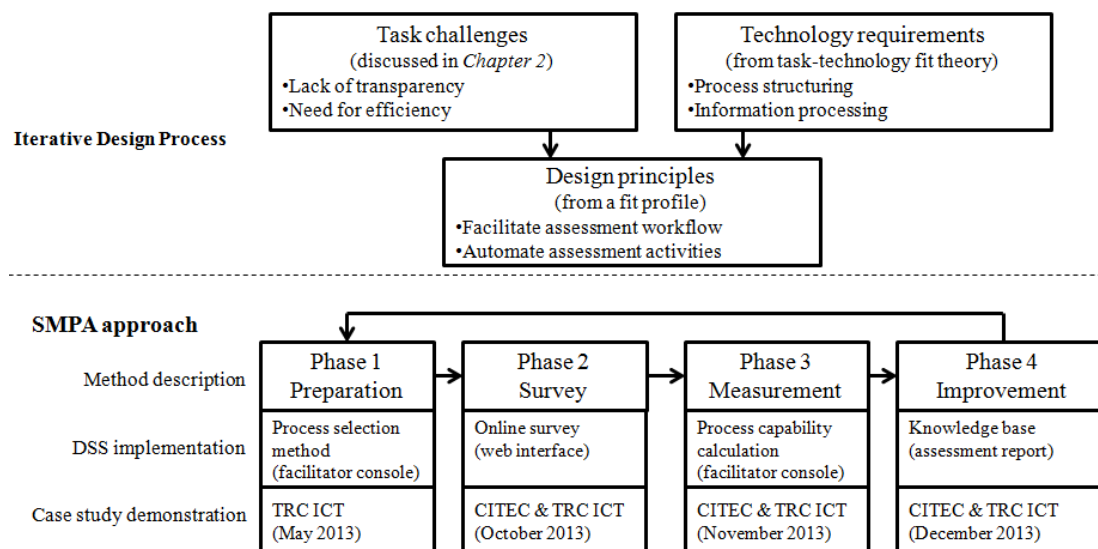 Task challenges
(discussed in Chapter 2)
•Lack of transparency
•Need for efficiency
Technology requirements
(from task-technology fit theory)
•Process structuring
•Information processing
Iterative Design Process
Design principles
(from a fit profile)
•Facilitate assessment workflow
•Automate assessment activities
SMPA approach
Method description
Phase 1
Preparation
Phase 2
Survey
Phase 3
Measurement
Phase 4
Improvement
DSS implementation
Process selection
method
(facilitator console)
Online survey
(web interface)
Process capability
calculation
(facilitator console)
Knowledge base
(assessment report)
Case study demonstration
TRC ICT
(May 2013)
CITEC & TRC ICT
(October 2013)
CITEC & TRC ICT
(November 2013)
CITEC & TRC ICT
(December 2013)